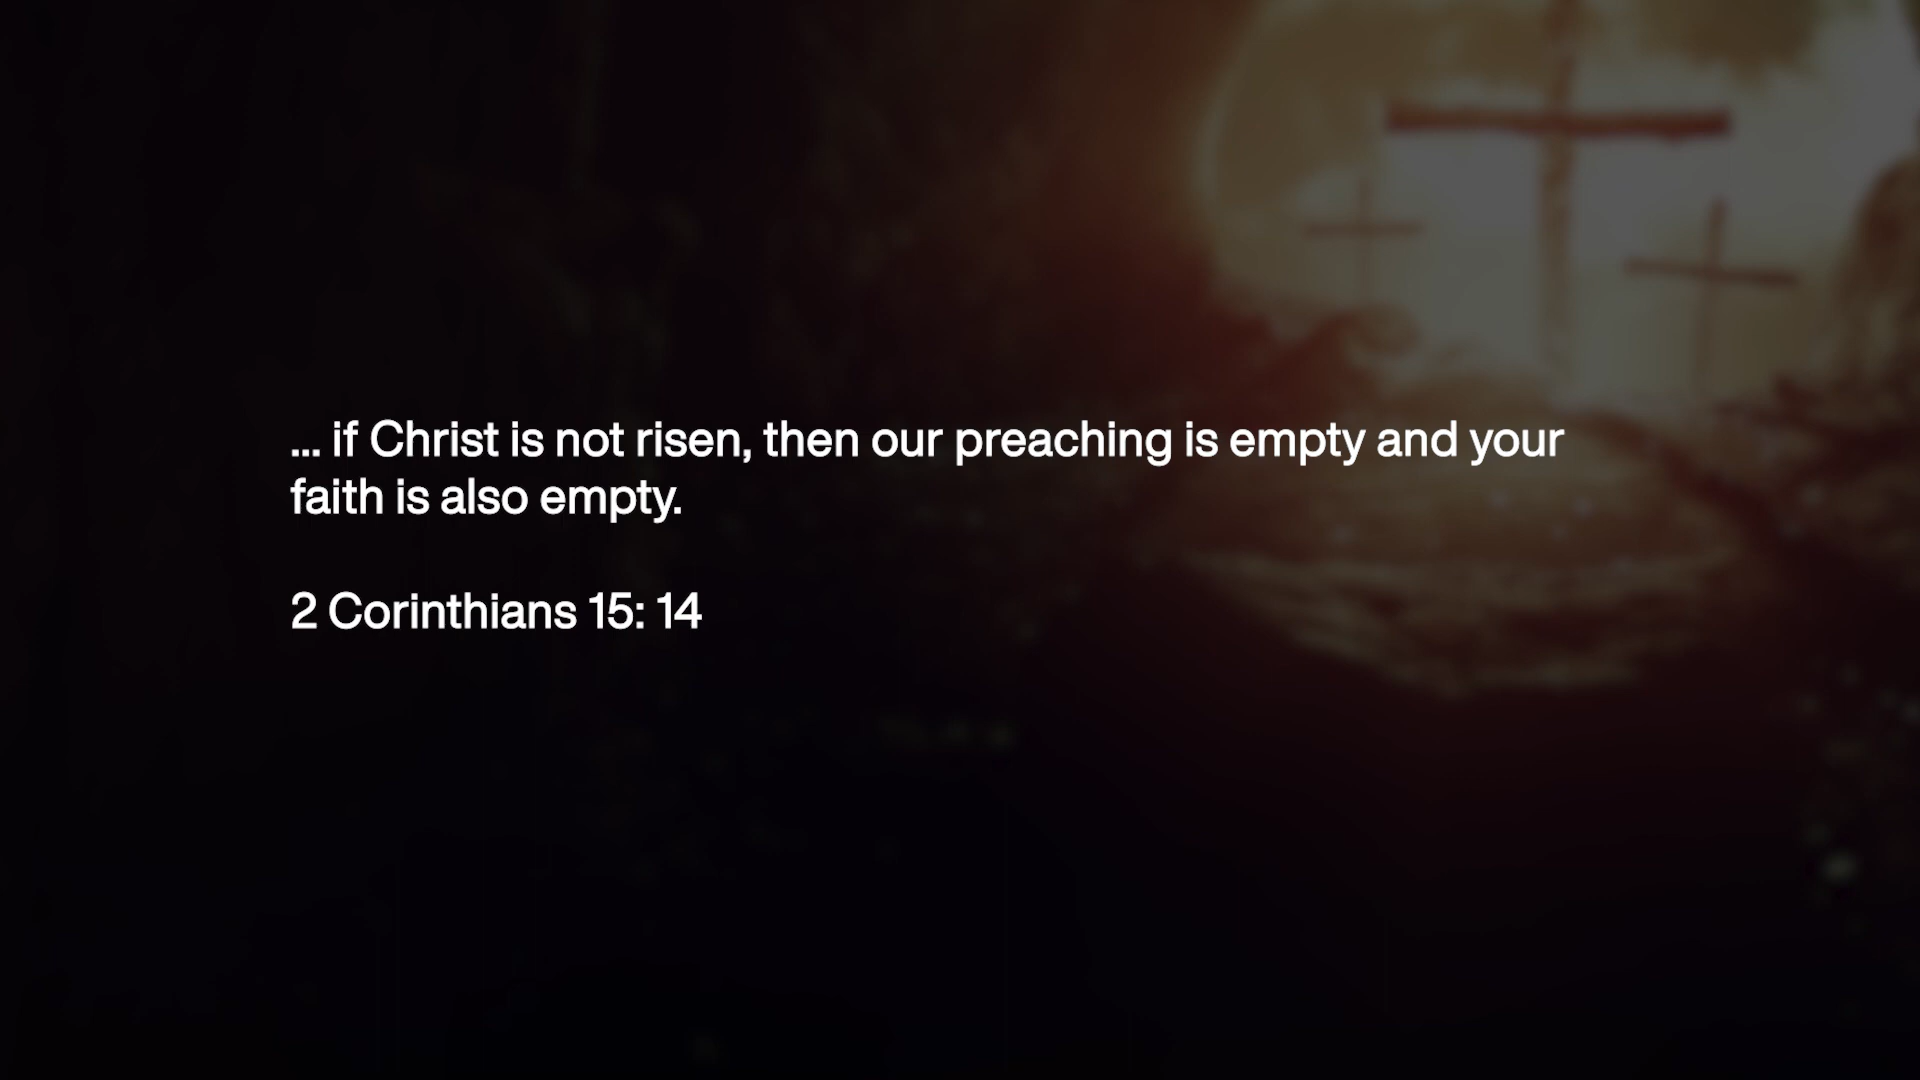 ... if Christ is not risen, then our preaching is empty and your
faith is also empty.
2 Corinthians 15: 14